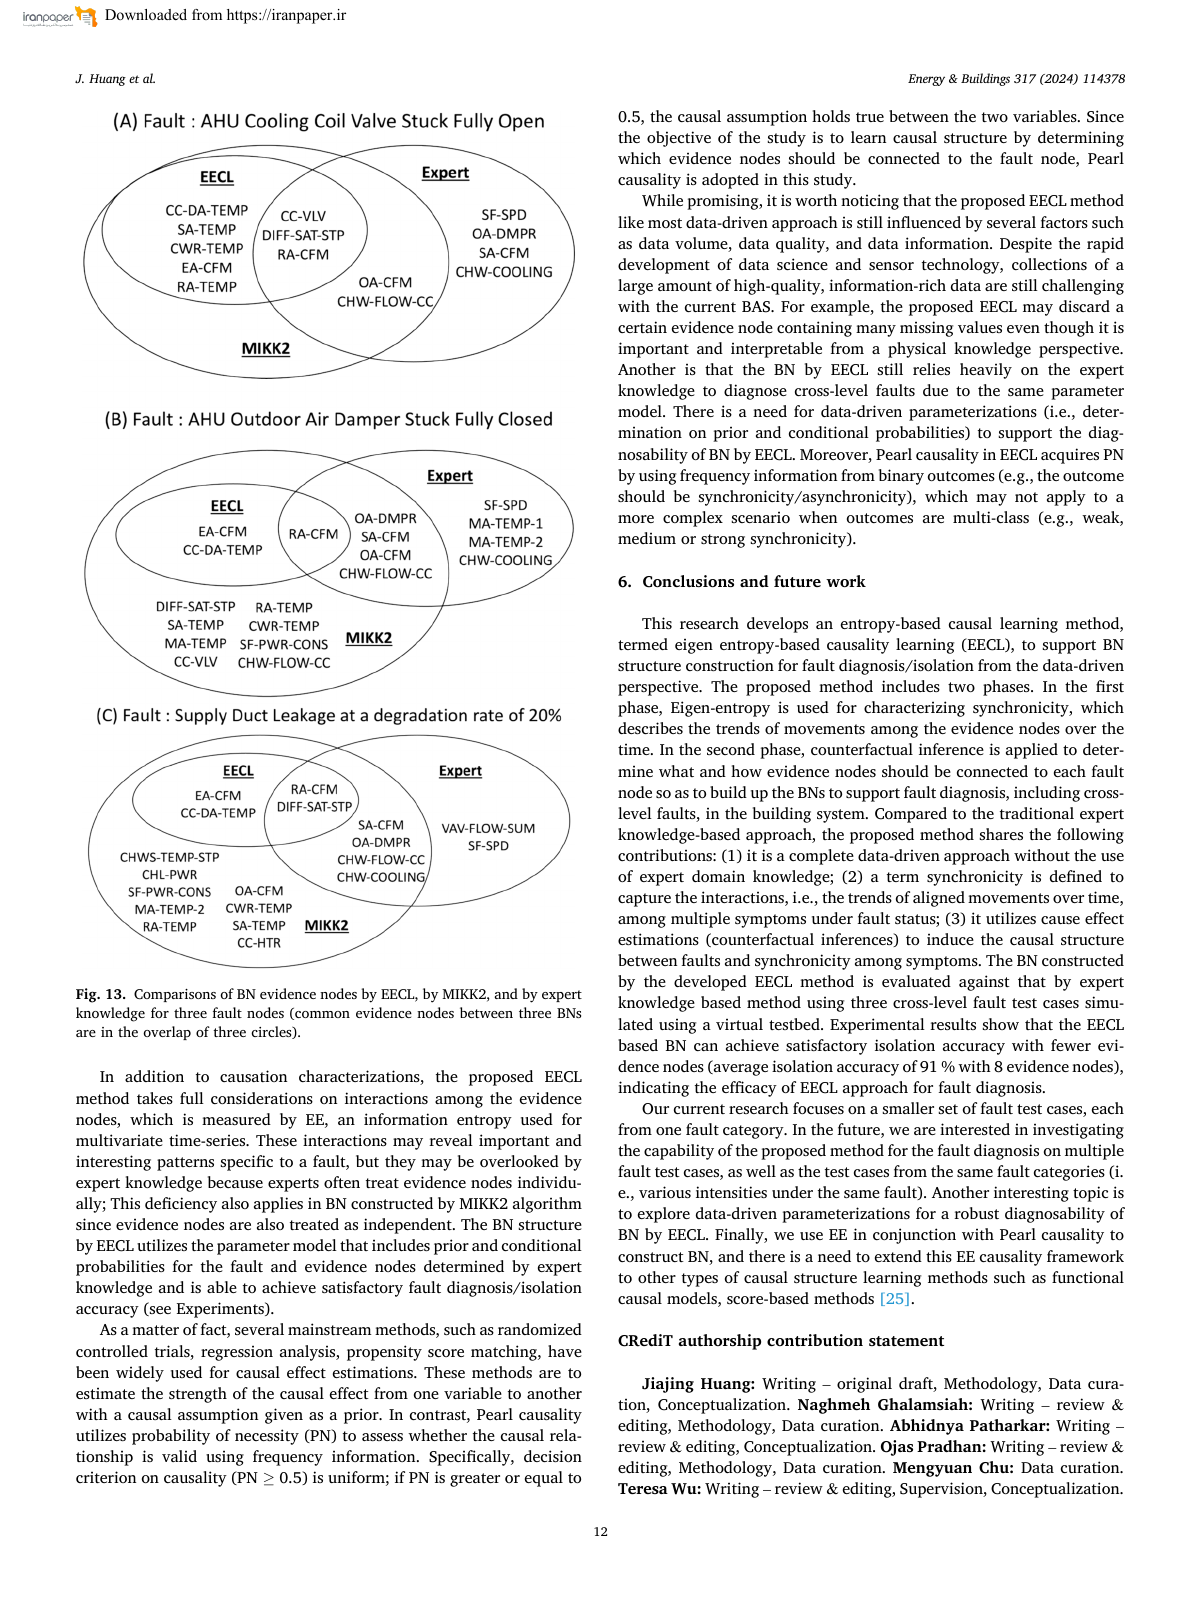 iranpaper
Downloaded from https://iranpaper.ir
J. Huang et al.
Energy & Buildings 317 (2024) 114378
(A) Fault : AHU Cooling Coil Valve Stuck Fully Open
EECL
Expert
CC-DA-TEMP
SA-TEMP
CWR-TEMP
EA-CFM
RA-TEMP
CC-VLV
DIFF-SAT-STP
RA-CFM
SF-SPD
OA-DMPR
SA-CFM
CHW-COOLING
OA-CFM
CHW-FLOW-CC
MIKK2
(B) Fault : AHU Outdoor Air Damper Stuck Fully Closed
Expert
EECL
EA-CFM
CC-DA-TEMP
RA-CFM
OA-DMPR
SA-CFM
OA-CFM
CHW-FLOW-CC
SF-SPD
MA-TEMP-1
MA-TEMP-2
CHW-COOLING
DIFF-SAT-STP
SA-TEMP
MA-TEMP
CC-VLV
RA-TEMP
CWR-TEMP
SF-PWR-CONS
CHW-FLOW-CC
MIKK2
(C) Fault : Supply Duct Leakage at a degradation rate of 20%
EECL
Expert
EA-CFM
CC-DA-TEMP
RA-CFM
DIFF-SAT-STP
SA-CFM
OA-DMPR
CHW-FLOW-CC
CHW-COOLING
VAV-FLOW-SUM
SF-SPD
CHWS-TEMP-STP
CHL-PWR
SF-PWR-CONS
MA-TEMP-2
RA-TEMP
OA-CFM
CWR-TEMP
SA-TEMP
CC-HTR
MIKK2
Fig. 13. Comparisons of BN evidence nodes by EECL, by MIKK2, and by expert
knowledge for three fault nodes (common evidence nodes between three BNs
are in the overlap of three circles).
In addition to causation characterizations, the proposed EECL
method takes full considerations on interactions among the evidence
nodes, which is measured by EE, an information entropy used for
multivariate time-series. These interactions may reveal important and
interesting patterns specific to a fault, but they may be overlooked by
expert knowledge because experts often treat evidence nodes individu-
ally; This deficiency also applies in BN constructed by MIKK2 algorithm
since evidence nodes are also treated as independent. The BN structure
by EECL utilizes the parameter model that includes prior and conditional
probabilities for the fault and evidence nodes determined by expert
knowledge and is able to achieve satisfactory fault diagnosis/isolation
accuracy (see Experiments).
As a matter of fact, several mainstream methods, such as randomized
controlled trials, regression analysis, propensity score matching, have
been widely used for causal effect estimations. These methods are to
estimate the strength of the causal effect from one variable to another
with a causal assumption given as a prior. In contrast, Pearl causality
utilizes probability of necessity (PN) to assess whether the causal rela-
tionship is valid using frequency information. Specifically, decision
criterion on causality (PN ≥ 0.5) is uniform; if PN is greater or equal to
0.5, the causal assumption holds true between the two variables. Since
the objective of the study is to learn causal structure by determining
which evidence nodes should be connected to the fault node, Pearl
causality is adopted in this study.
While promising, it is worth noticing that the proposed EECL method
like most data-driven approach is still influenced by several factors such
as data volume, data quality, and data information. Despite the rapid
development of data science and sensor technology, collections of a
large amount of high-quality, information-rich data are still challenging
with the current BAS. For example, the proposed EECL may discard a
certain evidence node containing many missing values even though it is
important and interpretable from a physical knowledge perspective.
Another is that the BN by EECL still relies heavily on the expert
knowledge to diagnose cross-level faults due to the same parameter
model. There is a need for data-driven parameterizations (i.e., deter-
mination on prior and conditional probabilities) to support the diag-
nosability of BN by EECL. Moreover, Pearl causality in EECL acquires PN
by using frequency information from binary outcomes (e.g., the outcome
should be synchronicity/asynchronicity), which may not apply to a
more complex scenario when outcomes are multi-class (e.g., weak,
medium or strong synchronicity).
6. Conclusions and future work
This research develops an entropy-based causal learning method,
termed eigen entropy-based causality learning (EECL), to support BN
structure construction for fault diagnosis/isolation from the data-driven
perspective. The proposed method includes two phases. In the first
phase, Eigen-entropy is used for characterizing synchronicity, which
describes the trends of movements among the evidence nodes over the
time. In the second phase, counterfactual inference is applied to deter-
mine what and how evidence nodes should be connected to each fault
node so as to build up the BNs to support fault diagnosis, including cross-
level faults, in the building system. Compared to the traditional expert
knowledge-based approach, the proposed method shares the following
contributions: (1) it is a complete data-driven approach without the use
of expert domain knowledge; (2) a term synchronicity is defined to
capture the interactions, i.e., the trends of aligned movements over time,
among multiple symptoms under fault status; (3) it utilizes cause effect
estimations (counterfactual inferences) to induce the causal structure
between faults and synchronicity among symptoms. The BN constructed
by the developed EECL method is evaluated against that by expert
knowledge based method using three cross-level fault test cases simu-
lated using a virtual testbed. Experimental results show that the EECL
based BN can achieve satisfactory isolation accuracy with fewer evi-
dence nodes (average isolation accuracy of 91 % with 8 evidence nodes),
indicating the efficacy of EECL approach for fault diagnosis.
Our current research focuses on a smaller set of fault test cases, each
from one fault category. In the future, we are interested in investigating
the capability of the proposed method for the fault diagnosis on multiple
fault test cases, as well as the test cases from the same fault categories (i.
e., various intensities under the same fault). Another interesting topic is
to explore data-driven parameterizations for a robust diagnosability of
BN by EECL. Finally, we use EE in conjunction with Pearl causality to
construct BN, and there is a need to extend this EE causality framework
to other types of causal structure learning methods such as functional
causal models, score-based methods [25].
CRediT authorship contribution statement
Jiajing Huang: Writing – original draft, Methodology, Data cura-
tion, Conceptualization. Naghmeh Ghalamsiah: Writing – review &
editing, Methodology, Data curation. Abhidnya Patharkar: Writing –
review & editing, Conceptualization. Ojas Pradhan: Writing – review &
editing, Methodology, Data curation. Mengyuan Chu: Data curation.
Teresa Wu: Writing – review & editing, Supervision, Conceptualization.
12